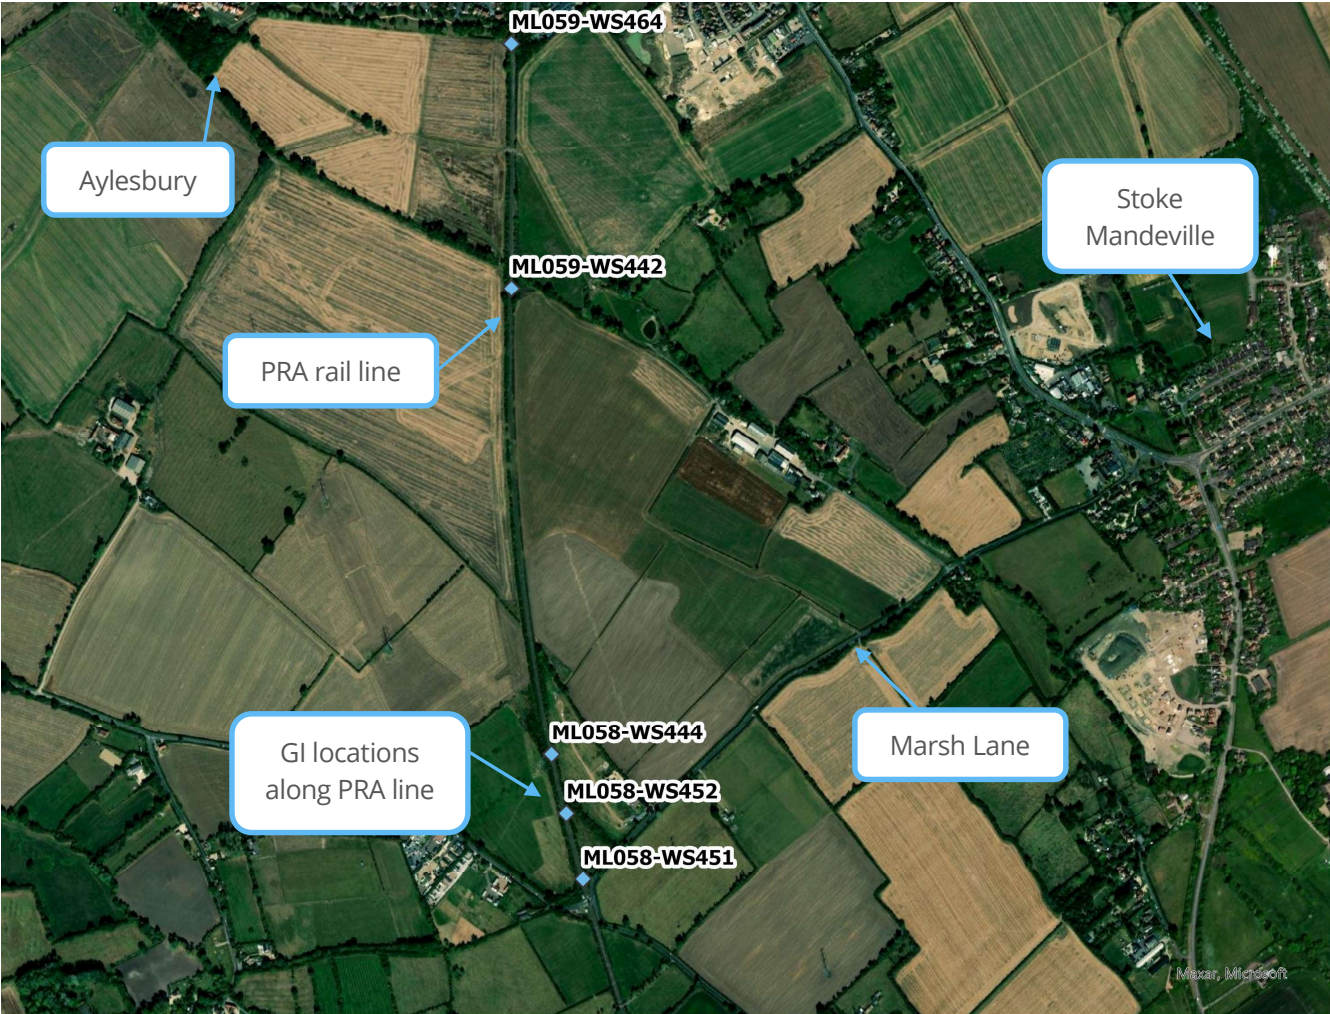 ML059-WS464
Aylesbury
Stoke
Mandeville
ML059-WS442
PRA rail line
GI locations
along PRA line
ML058-WS444
Marsh Lane
ML058-WS452
ML058-WS451
Maxar, Microsoft